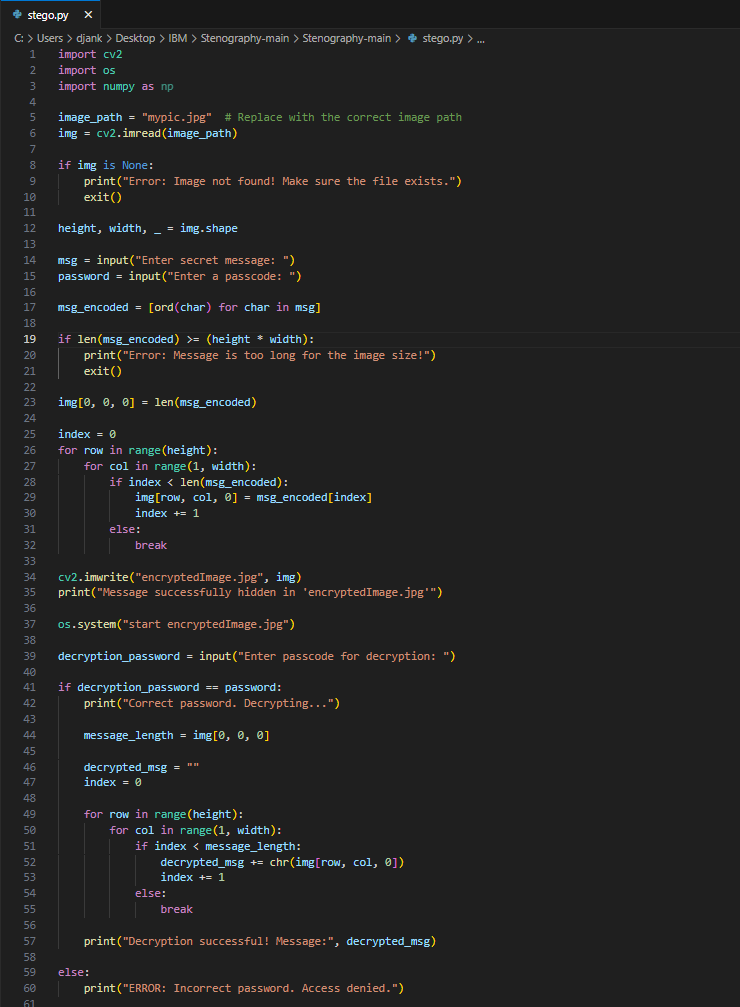 stego.py ×
C: > Users > djank > Desktop > IBM > Stenography-main > Stenography-main > stego.py > ...
1 import cv2
2 import os
3 import numpy as np
4
5 image_path = "mypic.jpg"  # Replace with the correct image path
6 img = cv2.imread(image_path)
7
8 if img is None:
9     print("Error: Image not found! Make sure the file exists.")
10     exit()
11
12 height, width, _ = img.shape
13
14 msg = input("Enter secret message: ")
15 password = input("Enter a passcode: ")
16
17 msg_encoded = [ord(char) for char in msg]
18
19 if len(msg_encoded) >= (height * width):
20     print("Error: Message is too long for the image size!")
21     exit()
22
23 img[0, 0, 0] = len(msg_encoded)
24
25 index = 0
26 for row in range(height):
27     for col in range(1, width):
28         if index < len(msg_encoded):
29             img[row, col, 0] = msg_encoded[index]
30             index += 1
31         else:
32             break
33
34 cv2.imwrite("encryptedImage.jpg", img)
35 print("Message successfully hidden in 'encryptedImage.jpg'")
36
37 os.system("start encryptedImage.jpg")
38
39 decryption_password = input("Enter passcode for decryption: ")
40
41 if decryption_password == password:
42     print("Correct password. Decrypting...")
43
44     message_length = img[0, 0, 0]
45
46     decrypted_msg = ""
47     index = 0
48
49     for row in range(height):
50         for col in range(1, width):
51             if index < message_length:
52                 decrypted_msg += chr(img[row, col, 0])
53                 index += 1
54             else:
55                 break
56
57     print("Decryption successful! Message:", decrypted_msg)
58
59 else:
60     print("ERROR: Incorrect password. Access denied.")
61